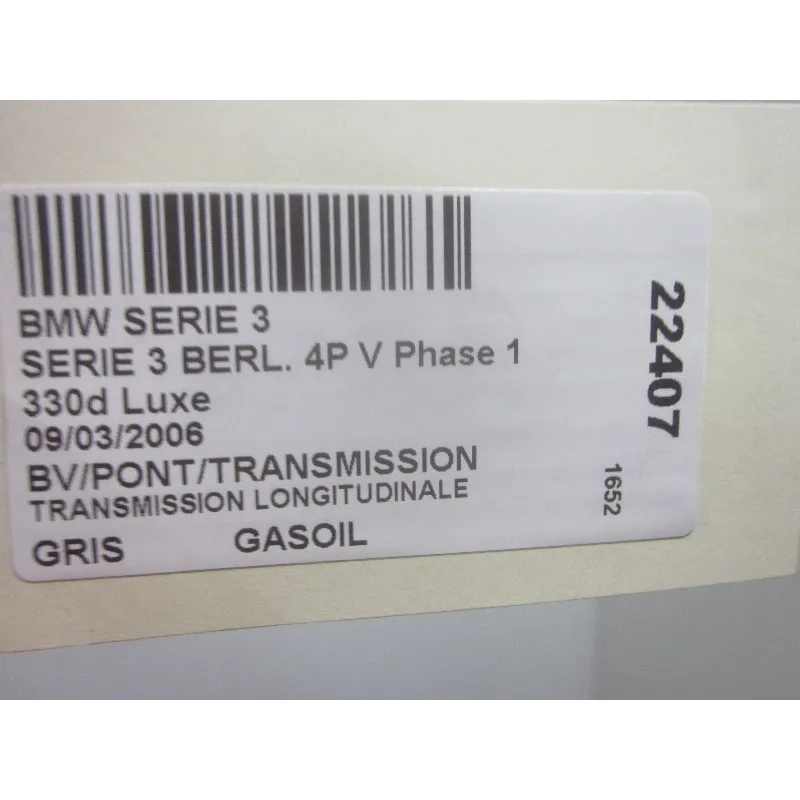 BMW SERIE 3
SERIE 3 BERL. 4P V Phase 1
330d Luxe
09/03/2006
BV/PONT/TRANSMISSION
TRANSMISSION LONGITUDINALE
GRIS GASOIL
22407
1652